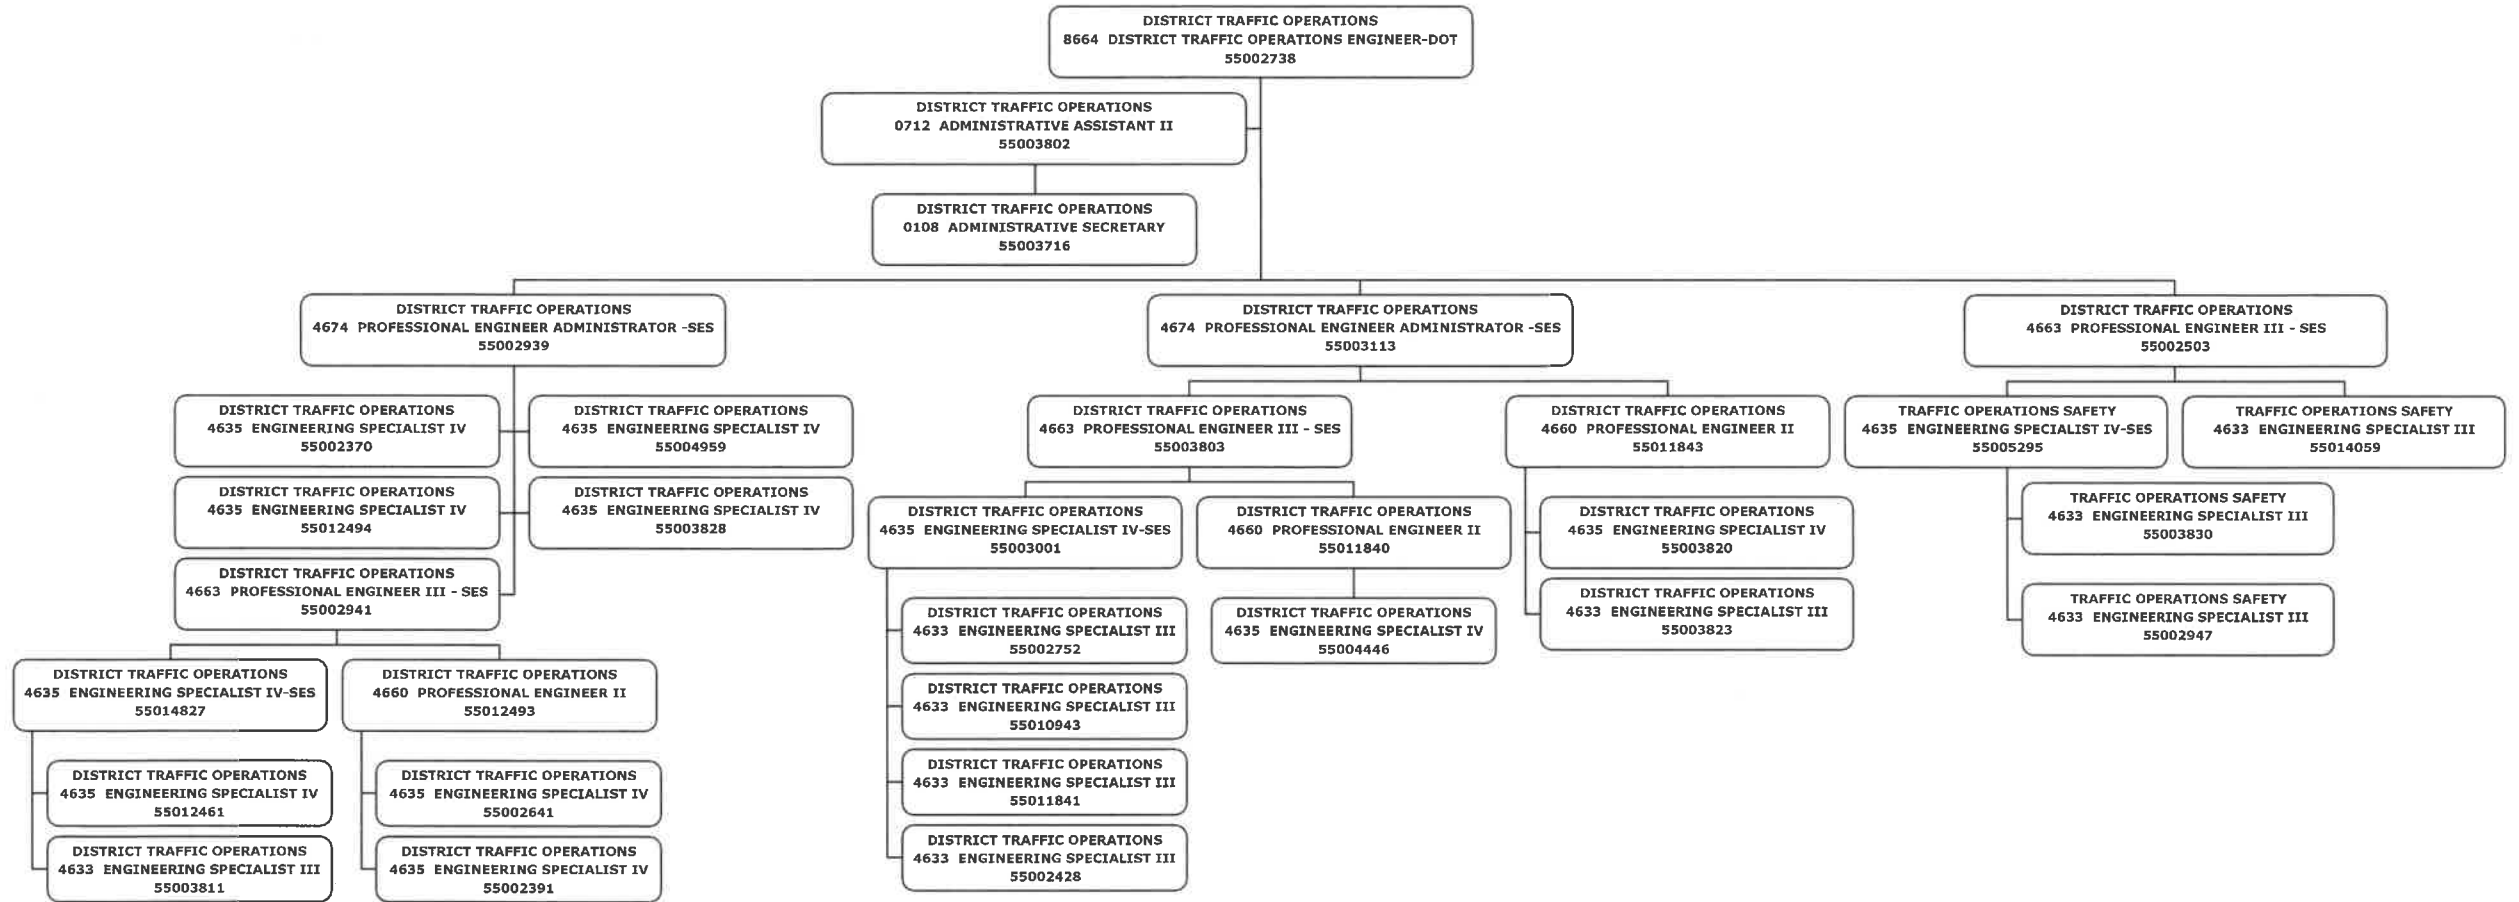 DISTRICT TRAFFIC OPERATIONS
8664 DISTRICT TRAFFIC OPERATIONS ENGINEER-DOT
55002738
DISTRICT TRAFFIC OPERATIONS
0712 ADMINISTRATIVE ASSISTANT II
55003802
DISTRICT TRAFFIC OPERATIONS
0108 ADMINISTRATIVE SECRETARY
55003716
DISTRICT TRAFFIC OPERATIONS
4674 PROFESSIONAL ENGINEER ADMINISTRATOR -SES
55002939
DISTRICT TRAFFIC OPERATIONS
4674 PROFESSIONAL ENGINEER ADMINISTRATOR -SES
55003113
DISTRICT TRAFFIC OPERATIONS
4663 PROFESSIONAL ENGINEER III - SES
55002503
DISTRICT TRAFFIC OPERATIONS
4635 ENGINEERING SPECIALIST IV
55002370
DISTRICT TRAFFIC OPERATIONS
4635 ENGINEERING SPECIALIST IV
55004959
DISTRICT TRAFFIC OPERATIONS
4635 ENGINEERING SPECIALIST IV
55012494
DISTRICT TRAFFIC OPERATIONS
4635 ENGINEERING SPECIALIST IV
55003828
DISTRICT TRAFFIC OPERATIONS
4663 PROFESSIONAL ENGINEER III - SES
55002941
DISTRICT TRAFFIC OPERATIONS
4635 ENGINEERING SPECIALIST IV-SES
55014827
DISTRICT TRAFFIC OPERATIONS
4660 PROFESSIONAL ENGINEER II
55012493
DISTRICT TRAFFIC OPERATIONS
4635 ENGINEERING SPECIALIST IV
55012461
DISTRICT TRAFFIC OPERATIONS
4633 ENGINEERING SPECIALIST III
55003811
DISTRICT TRAFFIC OPERATIONS
4635 ENGINEERING SPECIALIST IV
55002641
DISTRICT TRAFFIC OPERATIONS
4635 ENGINEERING SPECIALIST IV
55002391
DISTRICT TRAFFIC OPERATIONS
4663 PROFESSIONAL ENGINEER III - SES
55003803
DISTRICT TRAFFIC OPERATIONS
4660 PROFESSIONAL ENGINEER II
55011843
DISTRICT TRAFFIC OPERATIONS
4635 ENGINEERING SPECIALIST IV-SES
55003001
DISTRICT TRAFFIC OPERATIONS
4660 PROFESSIONAL ENGINEER II
55011840
DISTRICT TRAFFIC OPERATIONS
4633 ENGINEERING SPECIALIST III
55002752
DISTRICT TRAFFIC OPERATIONS
4633 ENGINEERING SPECIALIST III
55010943
DISTRICT TRAFFIC OPERATIONS
4633 ENGINEERING SPECIALIST III
55011841
DISTRICT TRAFFIC OPERATIONS
4633 ENGINEERING SPECIALIST III
55002428
DISTRICT TRAFFIC OPERATIONS
4635 ENGINEERING SPECIALIST IV
55004446
DISTRICT TRAFFIC OPERATIONS
4635 ENGINEERING SPECIALIST IV
55003820
DISTRICT TRAFFIC OPERATIONS
4633 ENGINEERING SPECIALIST III
55003823
TRAFFIC OPERATIONS SAFETY
4635 ENGINEERING SPECIALIST IV-SES
55005295
TRAFFIC OPERATIONS SAFETY
4633 ENGINEERING SPECIALIST III
55014059
TRAFFIC OPERATIONS SAFETY
4633 ENGINEERING SPECIALIST III
55003830
TRAFFIC OPERATIONS SAFETY
4633 ENGINEERING SPECIALIST III
55002947